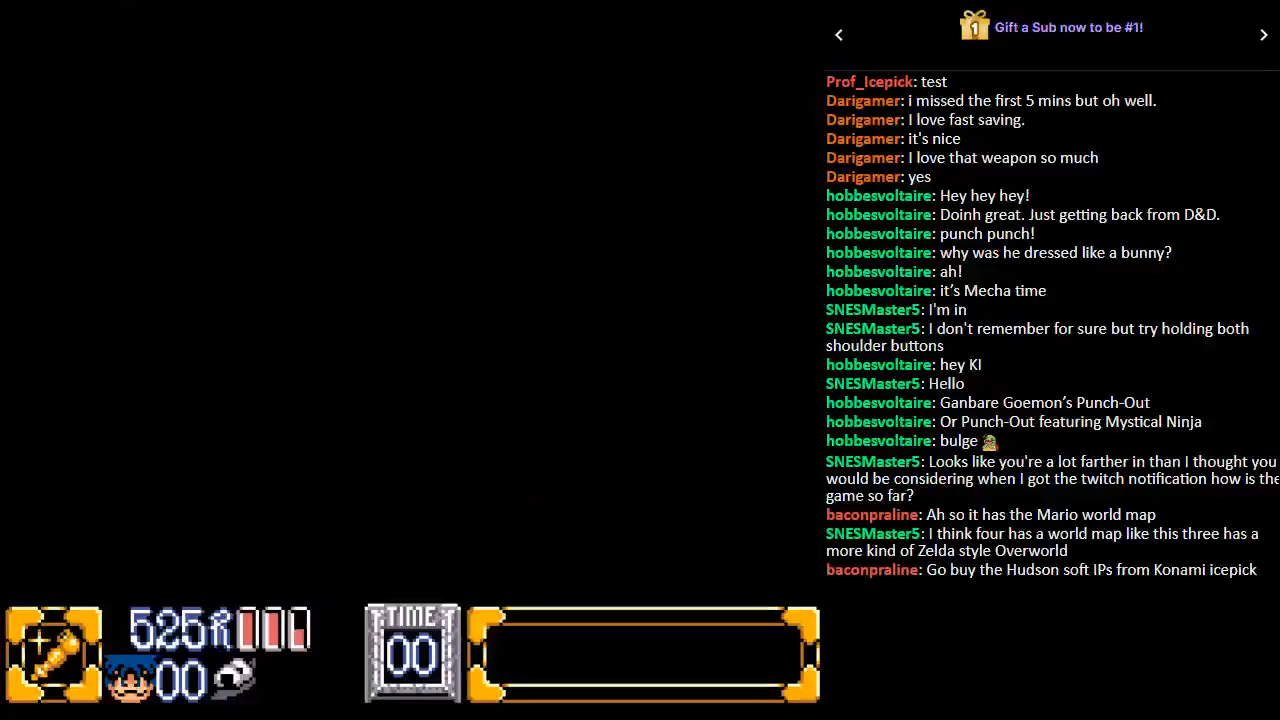 1
Gift a Sub now to be #1!
Prof_Icepick: test
Darigamer: i missed the first 5 mins but oh well.
Darigamer: I love fast saving.
Darigamer: it's nice
Darigamer: I love that weapon so much
Darigamer: yes
hobbesvoltaire: Hey hey hey!
hobbesvoltaire: Doinh great. Just getting back from D&D.
hobbesvoltaire: punch punch!
hobbesvoltaire: why was he dressed like a bunny?
hobbesvoltaire: ah!
hobbesvoltaire: it’s Mecha time
SNESMaster5: I'm in
SNESMaster5: I don't remember for sure but try holding both
shoulder buttons
hobbesvoltaire: hey KI
SNESMaster5: Hello
hobbesvoltaire: Ganbare Goemon’s Punch-Out
hobbesvoltaire: Or Punch-Out featuring Mystical Ninja
hobbesvoltaire: bulge
SNESMaster5: Looks like you're a lot farther in than I thought you
would be considering when I got the twitch notification how is the
game so far?
baconpraline: Ah so it has the Mario world map
SNESMaster5: I think four has a world map like this three has a
more kind of Zelda style Overworld
baconpraline: Go buy the Hudson soft IPs from Konami icepick
525
00
TIME
00